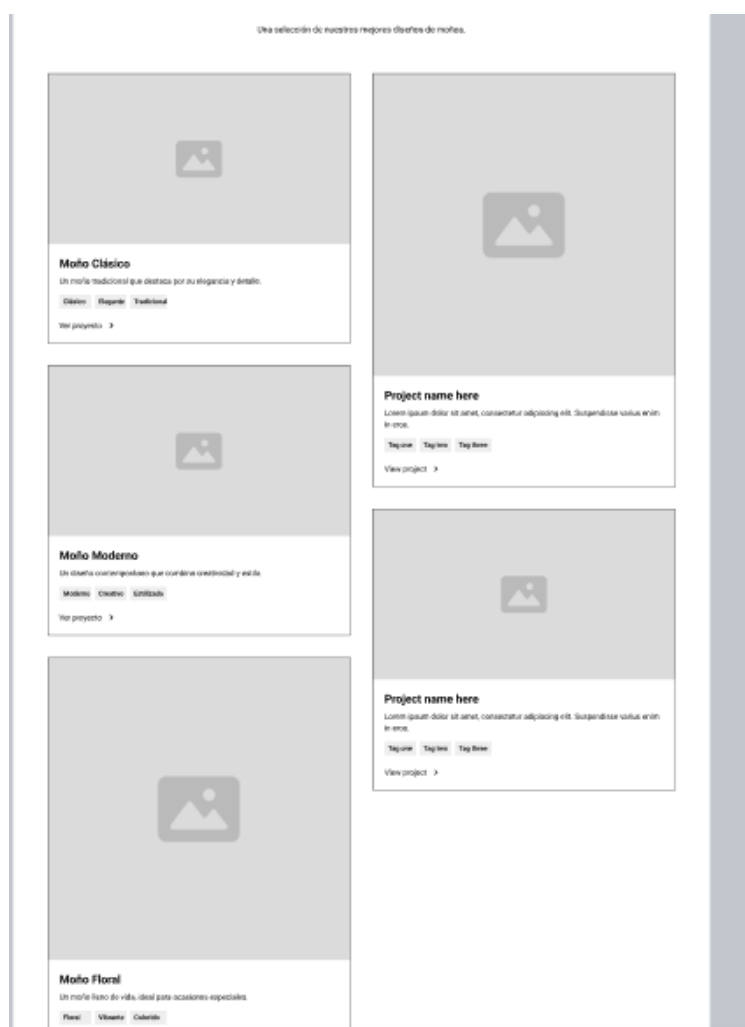 Una selección de nuestros mejores diseños de moños.
Moño Clásico
Un moño tradicional que destaca por su elegancia y detalle.
Clásico Elegante Tradicional
Ver proyecto >
Moño Moderno
Un diseño contemporáneo que combina creatividad y estilo.
Moderno Creativo Estilizado
Ver proyecto >
Moño Floral
Un moño lleno de vida, ideal para ocasiones especiales.
Floral Vibrante Colorido
Project name here
Lorem ipsum dolor sit amet, consectetur adipiscing elit. Suspendisse varius enim
in eros.
Tag one Tag two Tag three
View project >
Project name here
Lorem ipsum dolor sit amet, consectetur adipiscing elit. Suspendisse varius enim
in eros.
Tag one Tag two Tag three
View project >